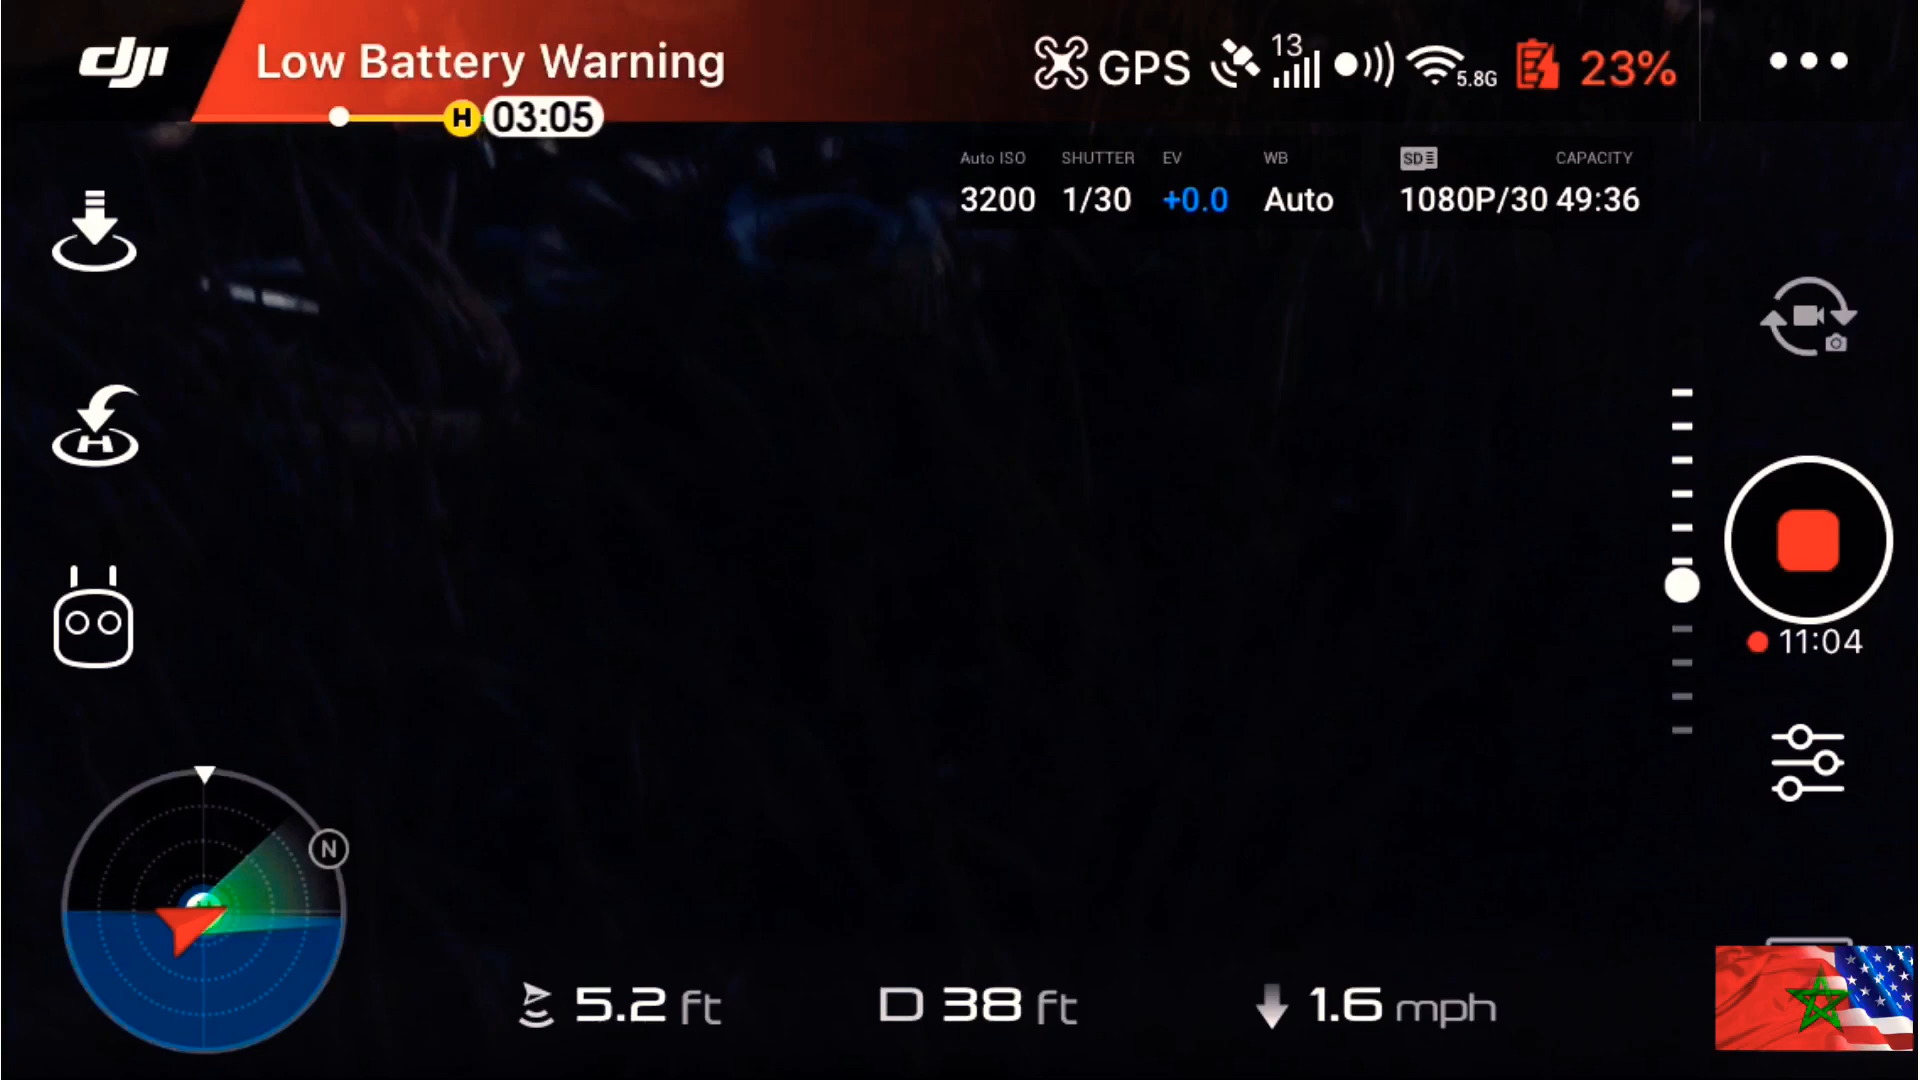 dji
Low Battery Warning
GPS 13 5.8G 23%
H 03:05
Auto ISO SHUTTER EV WB SD CAPACITY
3200 1/30 +0.0 Auto 1080P/30 49:36
H
11:04
N
H
5.2 ft D 38 ft 1.6 mph